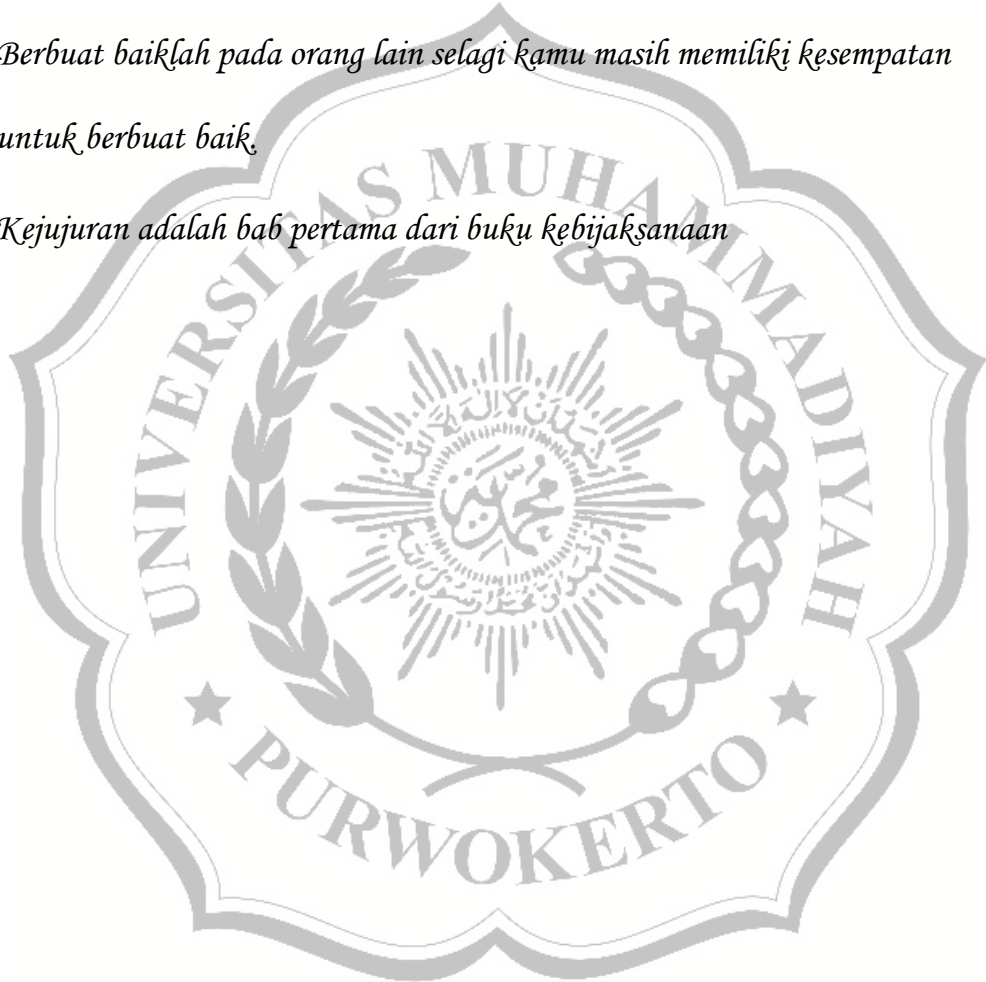 Berbuat baiklah pada orang lain selagi kamu masih memiliki kesempatan
untuk berbuat baik.
Kejujuran adalah bab pertama dari buku kebijaksanaan
UNIVERSITAS MUHAMMADIYAH
PURWOKERTO